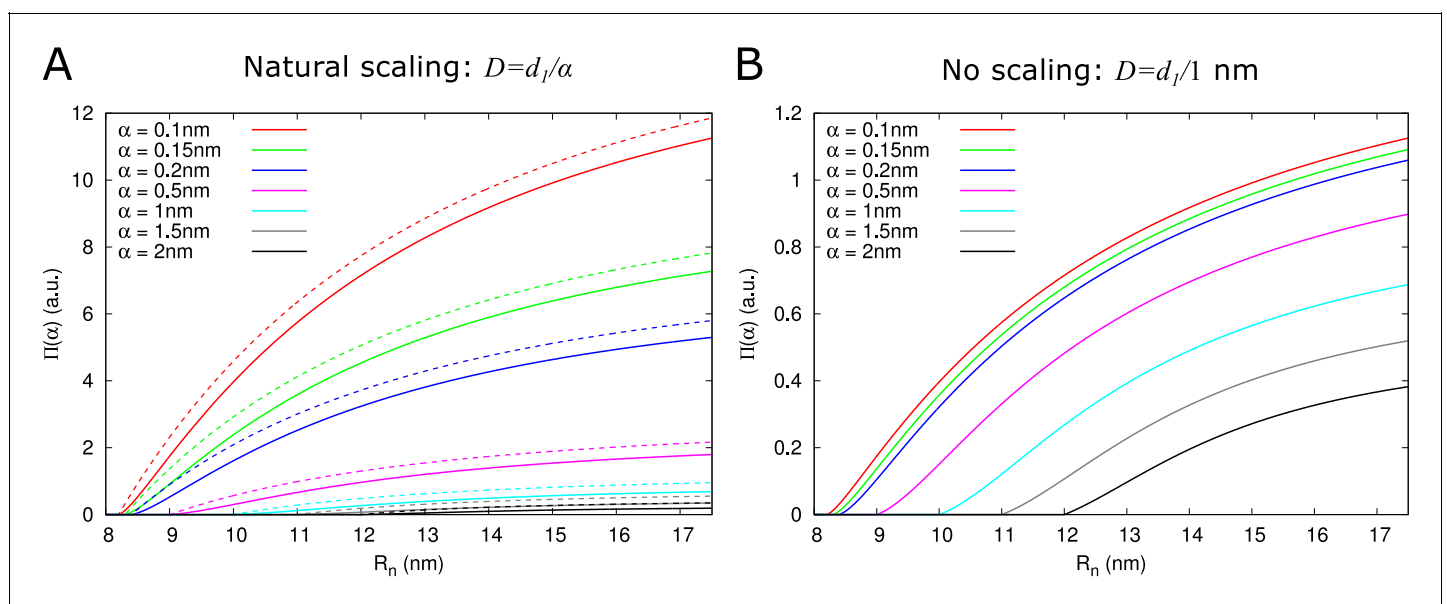 A
Natural scaling: D=d₁/α
12
10
8
6
4
2
0
Π(α) (a.u.)
α = 0.1nm
α = 0.15nm
α = 0.2nm
α = 0.5nm
α = 1nm
α = 1.5nm
α = 2nm
8 9 10 11 12 13 14 15 16 17
Rₙ (nm)
B
No scaling: D=d₁/1 nm
1.2
1
0.8
0.6
0.4
0.2
0
Π(α) (a.u.)
α = 0.1nm
α = 0.15nm
α = 0.2nm
α = 0.5nm
α = 1nm
α = 1.5nm
α = 2nm
8 9 10 11 12 13 14 15 16 17
Rₙ (nm)